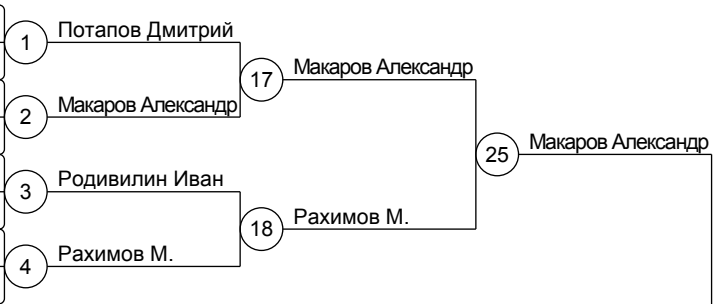 1
Потапов Дмитрий
17
Макаров Александр
2
Макаров Александр
25
Макаров Александр
3
Родивилин Иван
18
Рахимов М.
4
Рахимов М.